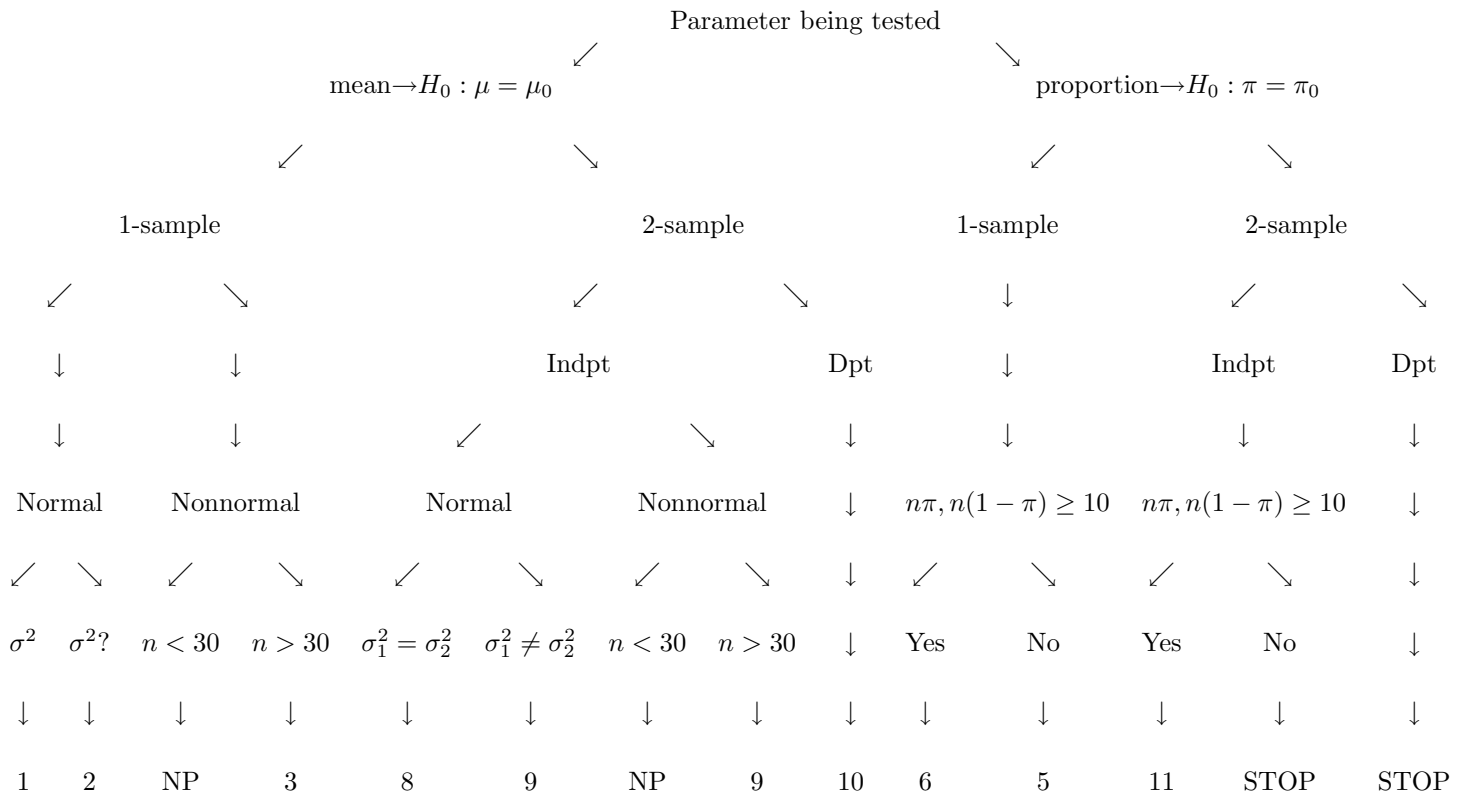 Parameter being tested
↙ ↘
mean→H₀ : μ = μ₀ proportion→H₀ : π = π₀
↙ ↘ ↙ ↘
1-sample 2-sample 1-sample 2-sample
↙ ↘ ↙ ↘ ↓ ↙ ↘
↓ ↓ Indpt Dpt ↓ Indpt Dpt
↓ ↓ ↙ ↘ ↓ ↓ ↓ ↓
Normal Nonnormal Normal Nonnormal ↓ nπ, n(1 − π) ≥ 10 nπ, n(1 − π) ≥ 10 ↓
↙ ↘ ↙ ↘ ↙ ↘ ↙ ↘ ↓ ↙ ↘ ↙ ↘ ↓
σ² σ²? n < 30 n > 30 σ₁² = σ₂² σ₁² ≠ σ₂² n < 30 n > 30 ↓ Yes No Yes No ↓
↓ ↓ ↓ ↓ ↓ ↓ ↓ ↓ ↓ ↓ ↓ ↓ ↓ ↓
1 2 NP 3 8 9 NP 9 10 6 5 11 STOP STOP